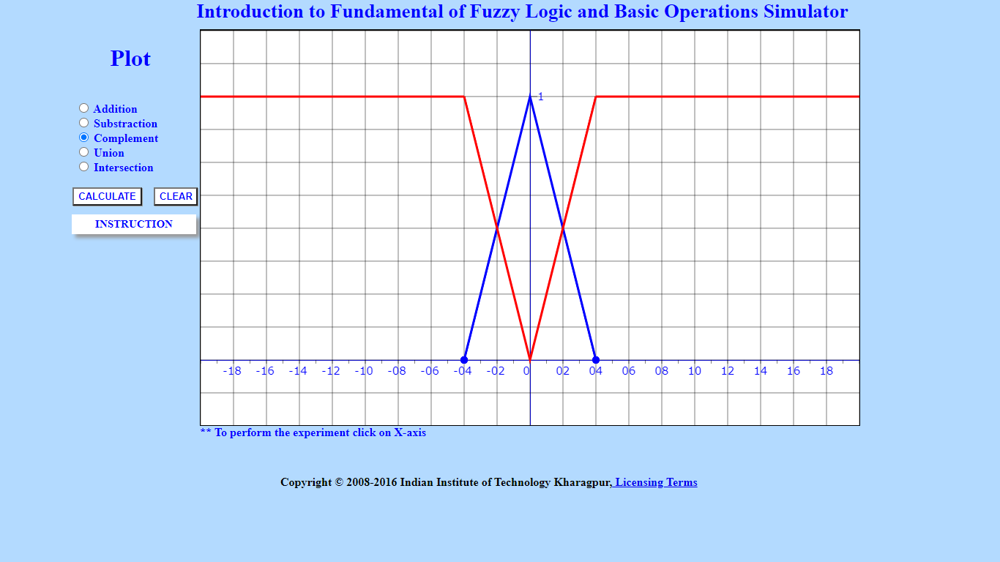 Introduction to Fundamental of Fuzzy Logic and Basic Operations Simulator
Plot
Addition
Substraction
Complement
Union
Intersection
CALCULATE CLEAR
INSTRUCTION
1
-18 -16 -14 -12 -10 -08 -06 -04 -02 0 02 04 06 08 10 12 14 16 18
** To perform the experiment click on X-axis
Copyright © 2008-2016 Indian Institute of Technology Kharagpur, Licensing Terms